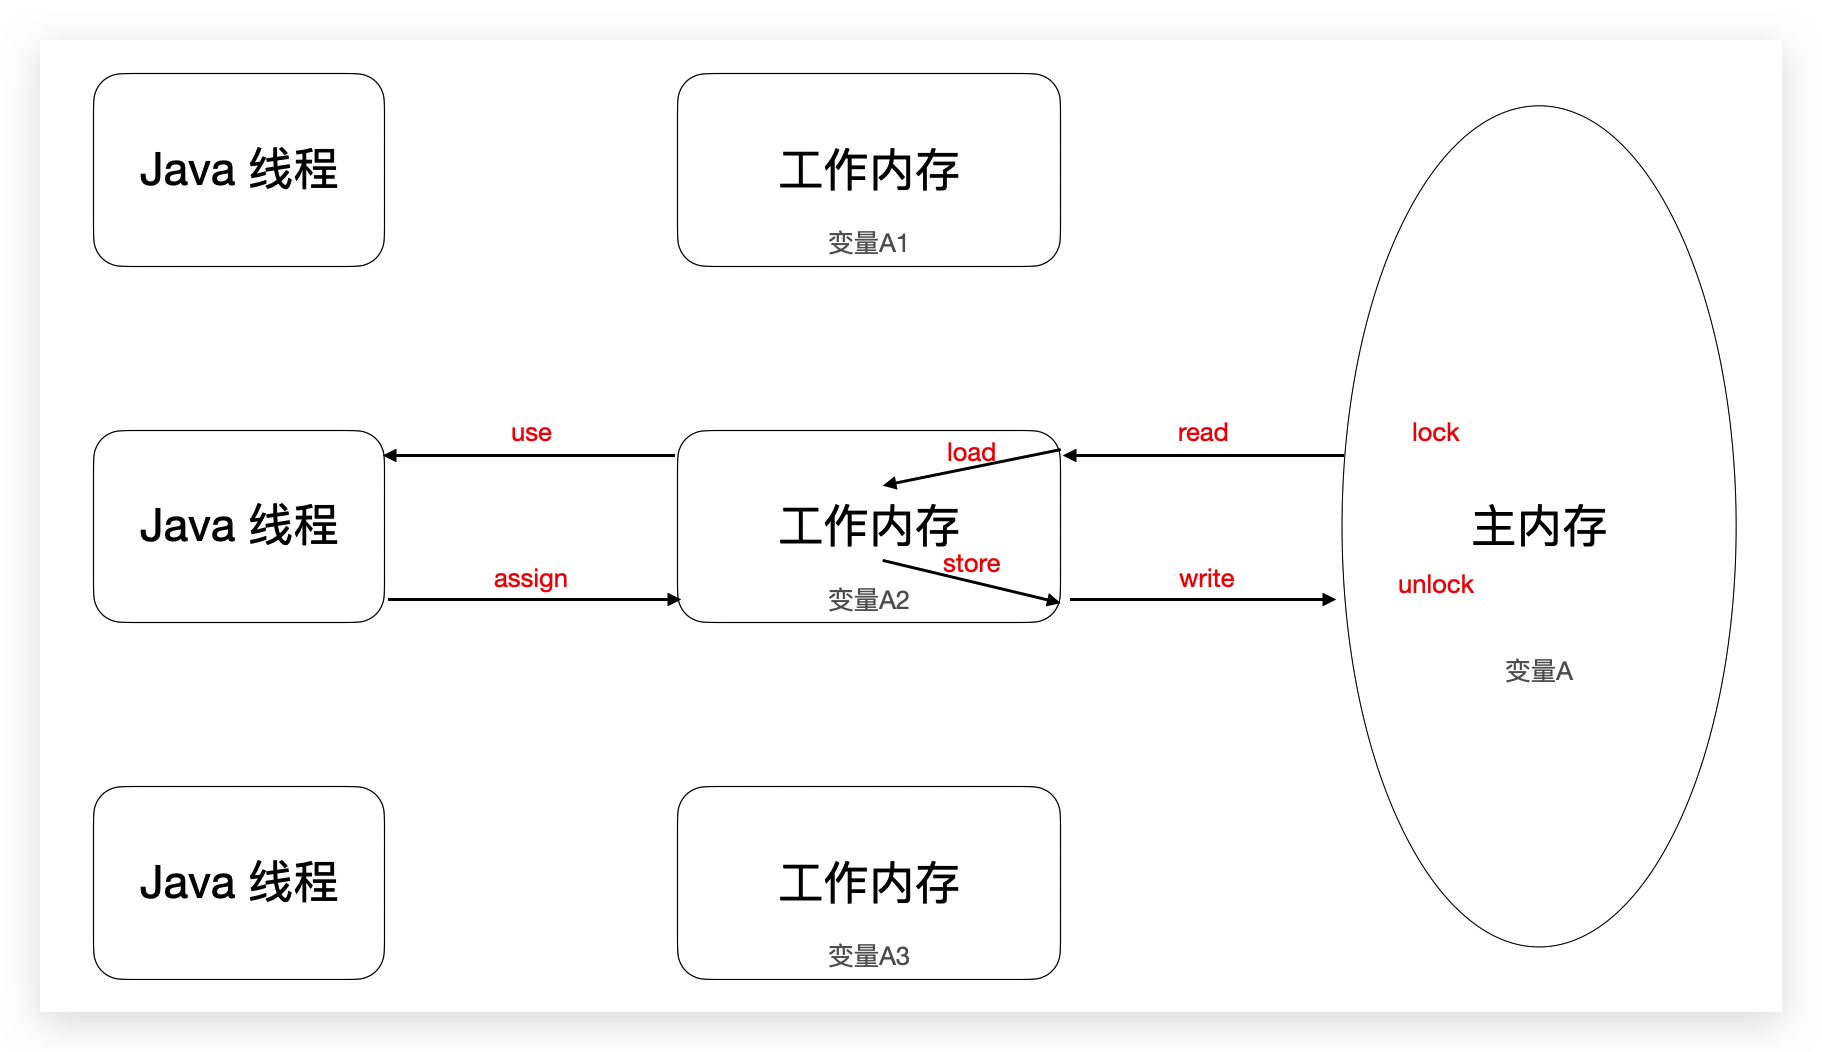 Java 线程
工作内存
变量A1
use
load
read
lock
Java 线程
工作内存
主内存
store
assign
变量A2
write
unlock
变量A
Java 线程
工作内存
变量A3